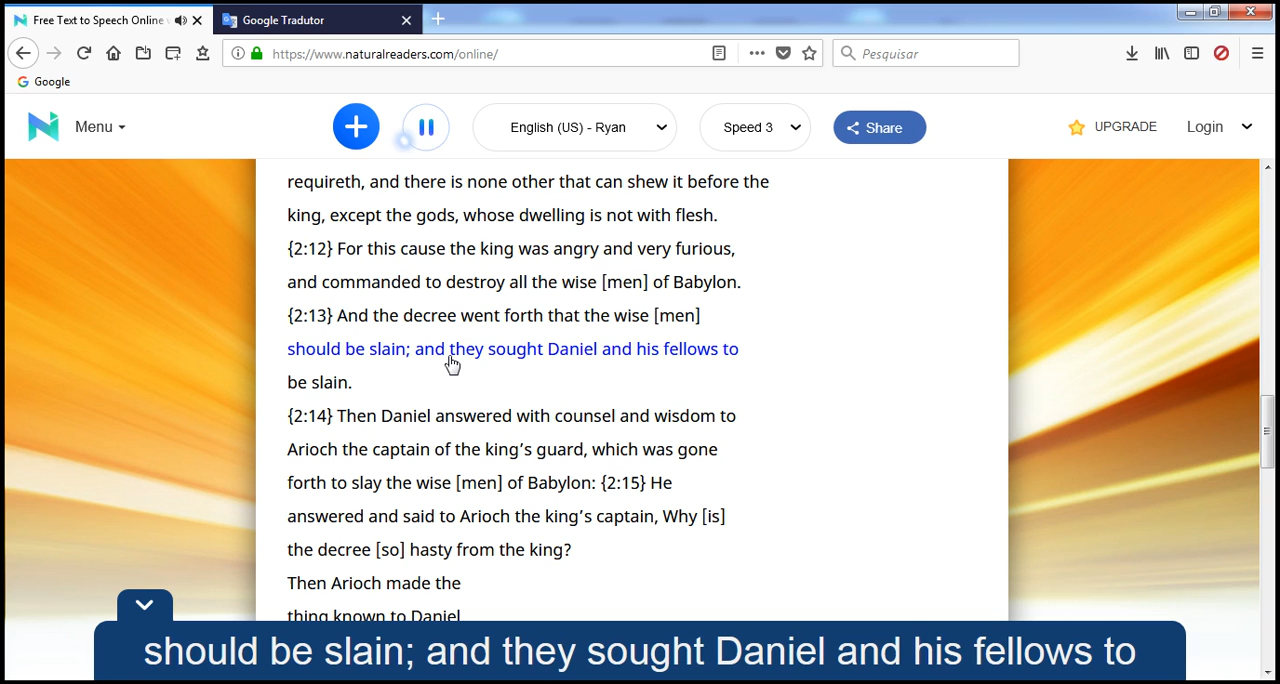 Free Text to Speech Online
Google Tradutor
https://www.naturalreaders.com/online/
Pesquisar
Google
Menu
English (US) - Ryan
Speed 3
Share
UPGRADE
Login
requireth, and there is none other that can shew it before the
king, except the gods, whose dwelling is not with flesh.
{2:12} For this cause the king was angry and very furious,
and commanded to destroy all the wise [men] of Babylon.
{2:13} And the decree went forth that the wise [men]
should be slain; and they sought Daniel and his fellows to
be slain.
{2:14} Then Daniel answered with counsel and wisdom to
Arioch the captain of the king’s guard, which was gone
forth to slay the wise [men] of Babylon: {2:15} He
answered and said to Arioch the king’s captain, Why [is]
the decree [so] hasty from the king?
Then Arioch made the
thing known to Daniel
should be slain; and they sought Daniel and his fellows to